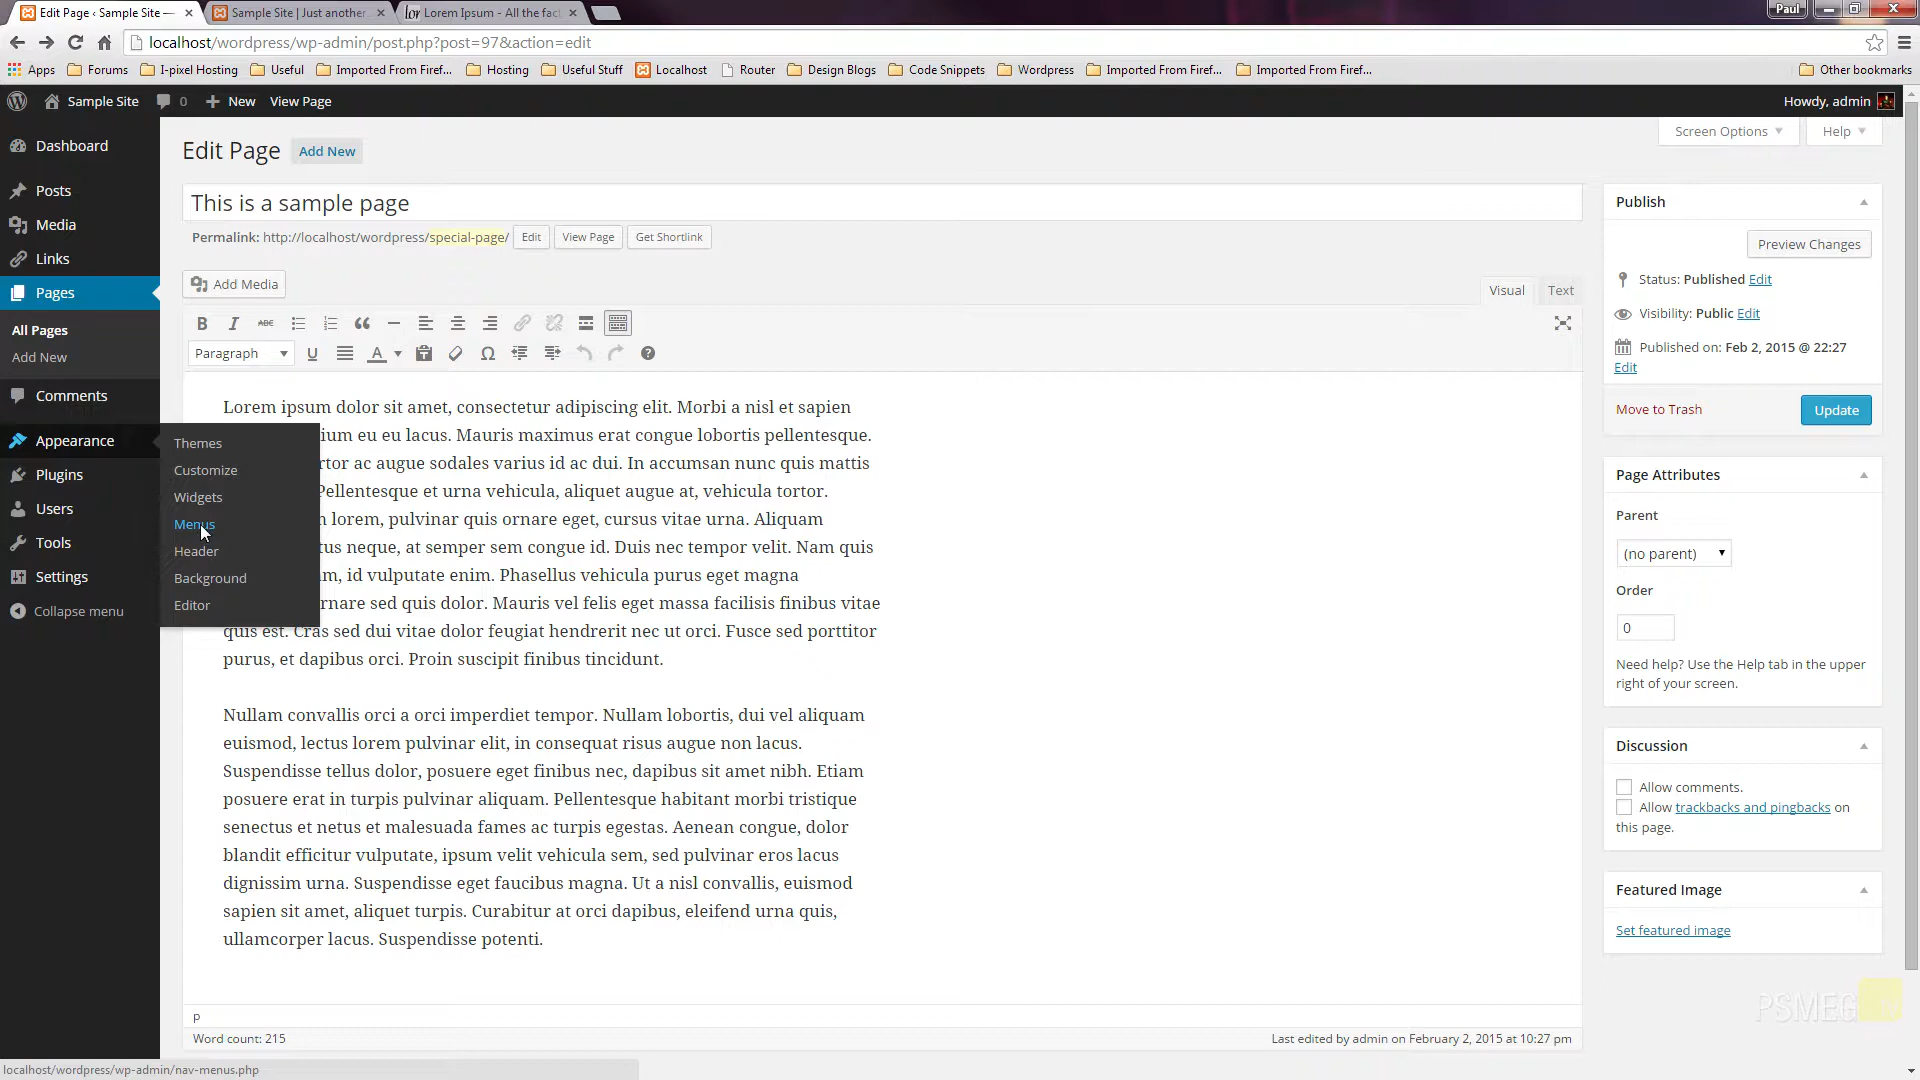 Edit Page ‹ Sample Site —
Sample Site | Just another
Lorem Ipsum - All the fac
Paul
localhost/wordpress/wp-admin/post.php?post=97&action=edit
Apps
Forums
I-pixel Hosting
Useful
Imported From Firef...
Hosting
Useful Stuff
Localhost
Router
Design Blogs
Code Snippets
Wordpress
Imported From Firef...
Imported From Firef...
Other bookmarks
Sample Site
0
New
View Page
Howdy, admin
Screen Options
Help
Dashboard
Posts
Media
Links
Pages
All Pages
Add New
Comments
Appearance
Plugins
Users
Tools
Settings
Collapse menu
Themes
Customize
Widgets
Menus
Header
Background
Editor
Edit Page
Add New
This is a sample page
Permalink: http://localhost/wordpress/special-page/
Edit
View Page
Get Shortlink
Add Media
Visual
Text
B
I
ABC
Paragraph
U
A
Ω
Lorem ipsum dolor sit amet, consectetur adipiscing elit. Morbi a nisl et sapien
ium eu eu lacus. Mauris maximus erat congue lobortis pellentesque.
rtor ac augue sodales varius id ac dui. In accumsan nunc quis mattis
Pellentesque et urna vehicula, aliquet augue at, vehicula tortor.
lorem, pulvinar quis ornare eget, cursus vitae urna. Aliquam
tus neque, at semper sem congue id. Duis nec tempor velit. Nam quis
m, id vulputate enim. Phasellus vehicula purus eget magna
rnare sed quis dolor. Mauris vel felis eget massa facilisis finibus vitae
quis est. Cras sed dui vitae dolor feugiat hendrerit nec ut orci. Fusce sed porttitor
purus, et dapibus orci. Proin suscipit finibus tincidunt.
Nullam convallis orci a orci imperdiet tempor. Nullam lobortis, dui vel aliquam
euismod, lectus lorem pulvinar elit, in consequat risus augue non lacus.
Suspendisse tellus dolor, posuere eget finibus nec, dapibus sit amet nibh. Etiam
posuere erat in turpis pulvinar aliquam. Pellentesque habitant morbi tristique
senectus et netus et malesuada fames ac turpis egestas. Aenean congue, dolor
blandit efficitur vulputate, ipsum velit vehicula sem, sed pulvinar eros lacus
dignissim urna. Suspendisse eget faucibus magna. Ut a nisl convallis, euismod
sapien sit amet, aliquet turpis. Curabitur at orci dapibus, eleifend urna quis,
ullamcorper lacus. Suspendisse potenti.
p
Word count: 215
Last edited by admin on February 2, 2015 at 10:27 pm
Publish
Preview Changes
Status: Published Edit
Visibility: Public Edit
Published on: Feb 2, 2015 @ 22:27
Edit
Move to Trash
Update
Page Attributes
Parent
(no parent)
Order
0
Need help? Use the Help tab in the upper
right of your screen.
Discussion
Allow comments.
Allow trackbacks and pingbacks on
this page.
Featured Image
Set featured image
PSMEG
localhost/wordpress/wp-admin/nav-menus.php